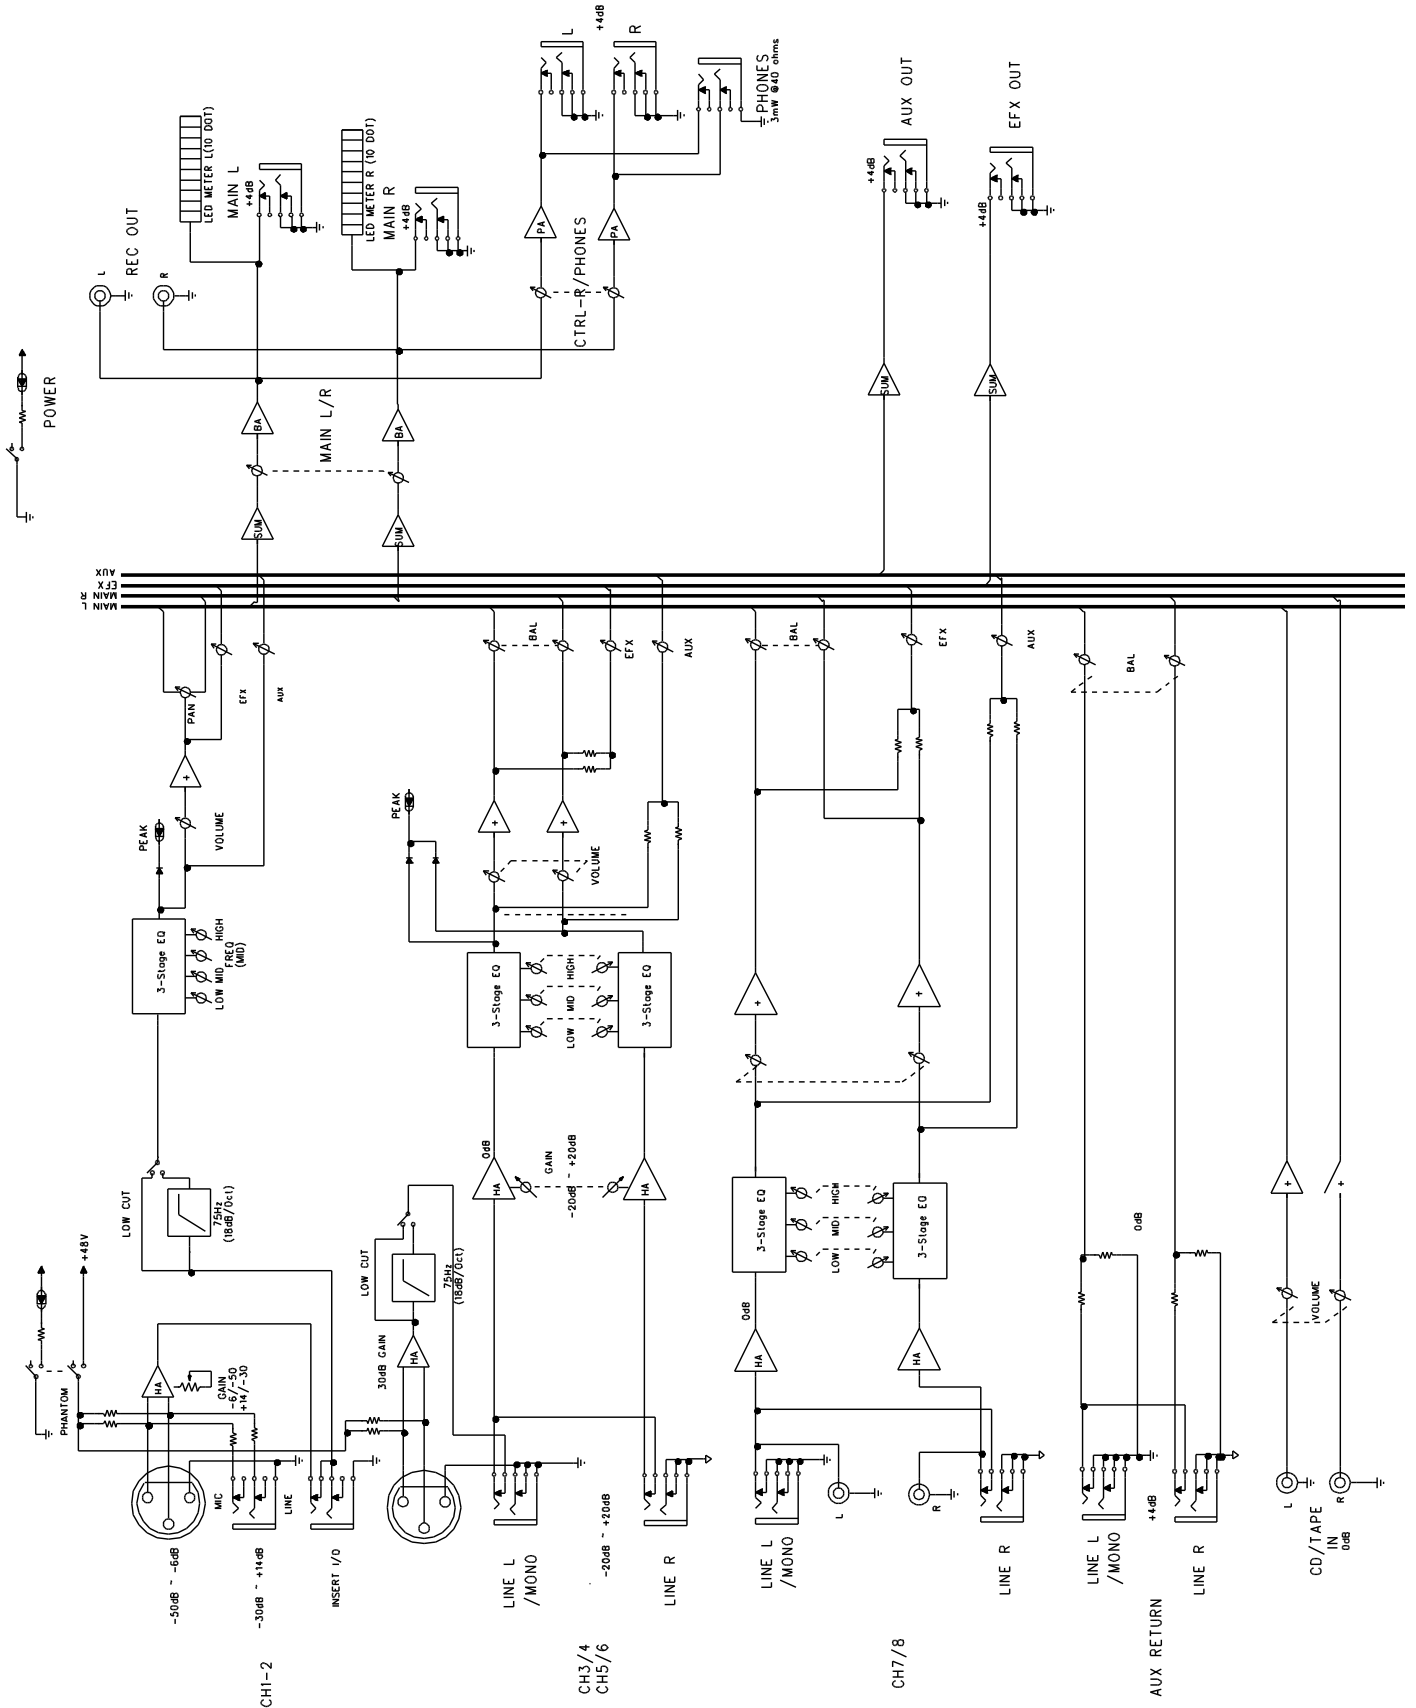 CH1-2
-50dB ~ -6dB
MIC
-30dB ~ +14dB
LINE
INSERT I/O
PHANTOM
+48V
HA
GAIN
-6/-50
+14/-30
LOW CUT
75Hz
(18dB/Oct)
3-Stage EQ
LOW
MID
FREQ
(MID)
HIGH
PEAK
VOLUME
+
PAN
EFX
AUX
CH3/4
CH5/6
LINE L
/MONO
-20dB ~ +20dB
LINE R
30dB GAIN
HA
LOW CUT
75Hz
(18dB/Oct)
0dB
HA
GAIN
-20dB ~ +20dB
HA
3-Stage EQ
LOW
MID
HIGH
3-Stage EQ
PEAK
VOLUME
+
+
BAL
EFX
AUX
CH7/8
LINE L
/MONO
L
R
LINE R
0dB
HA
HA
3-Stage EQ
LOW
MID
HIGH
3-Stage EQ
+
+
BAL
EFX
AUX
AUX RETURN
LINE L
/MONO
+4dB
LINE R
0dB
BAL
CD/TAPE
IN
0dB
L
R
VOLUME
+
+
MAIN L
MAIN R
EFX
AUX
SUM
SUM
MAIN L/R
BA
BA
POWER
REC OUT
L
R
LED METER L(10 DOT)
MAIN L
+4dB
LED METER R (10 DOT)
MAIN R
+4dB
CTRL-R/PHONES
PA
PA
L
+4dB
R
PHONES
3mW @40 ohms
SUM
+4dB
AUX OUT
SUM
+4dB
EFX OUT